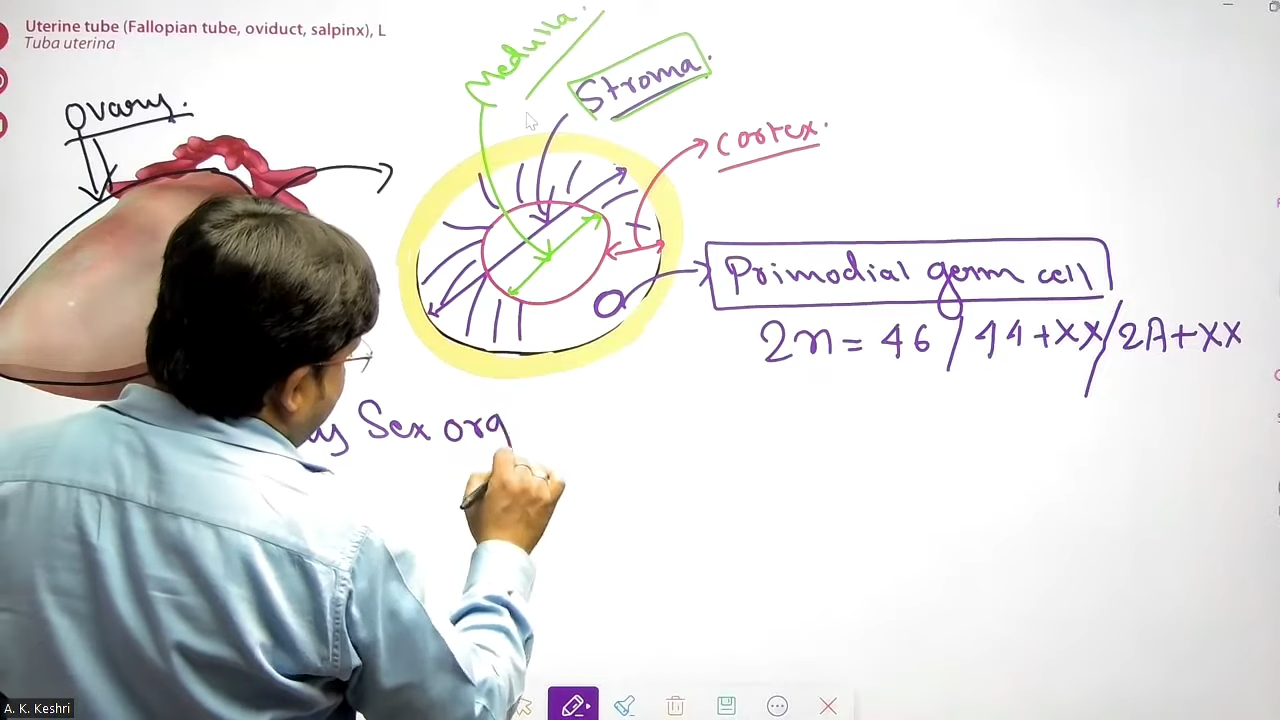 Uterine tube (Fallopian tube, oviduct, salpinx), L
Tuba uterina
Medulla.
Stroma.
Ovary.
Cortex.
Primodial germ cell
2n = 46 / 44+XX / 2A+XX
Sex org
A. K. Keshri